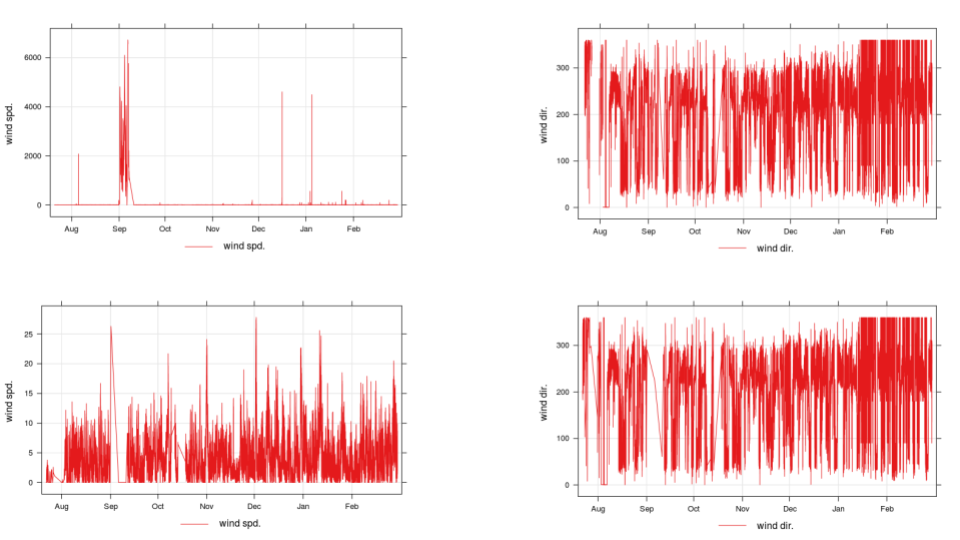 6000
4000
2000
0
wind spd.
Aug Sep Oct Nov Dec Jan Feb
wind spd.
300
200
100
0
wind dir.
Aug Sep Oct Nov Dec Jan Feb
wind dir.
25
20
15
10
5
0
wind spd.
Aug Sep Oct Nov Dec Jan Feb
wind spd.
300
200
100
0
wind dir.
Aug Sep Oct Nov Dec Jan Feb
wind dir.